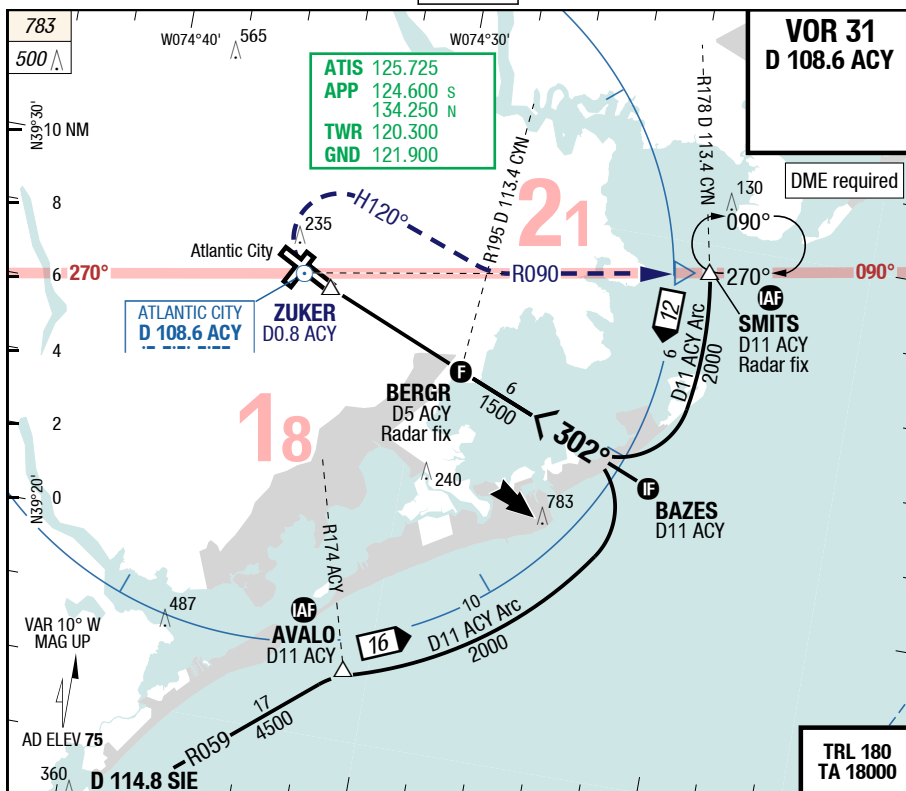 783
500
W074°40'
565
W074°30'
VOR 31
D 108.6 ACY
ATIS 125.725
APP 124.600 S
134.250 N
TWR 120.300
GND 121.900
R195 D 113.4 CYN
R178 D 113.4 CYN
DME required
N39°30'
10 NM
8
6
4
2
0
N39°20'
130
090°
270°
H120°
235
21
Atlantic City
270°
R090
090°
ATLANTIC CITY
D 108.6 ACY
ZUKER
D0.8 ACY
12
IAF
SMITS
D11 ACY
Radar fix
6
D11 ACY Arc
2000
F
BERGR
D5 ACY
Radar fix
6
1500
302°
18
240
783
IF
BAZES
D11 ACY
R174 ACY
487
IAF
AVALO
D11 ACY
16
10
D11 ACY Arc
2000
VAR 10° W
MAG UP
AD ELEV 75
17
R059
4500
360
D 114.8 SIE
TRL 180
TA 18000